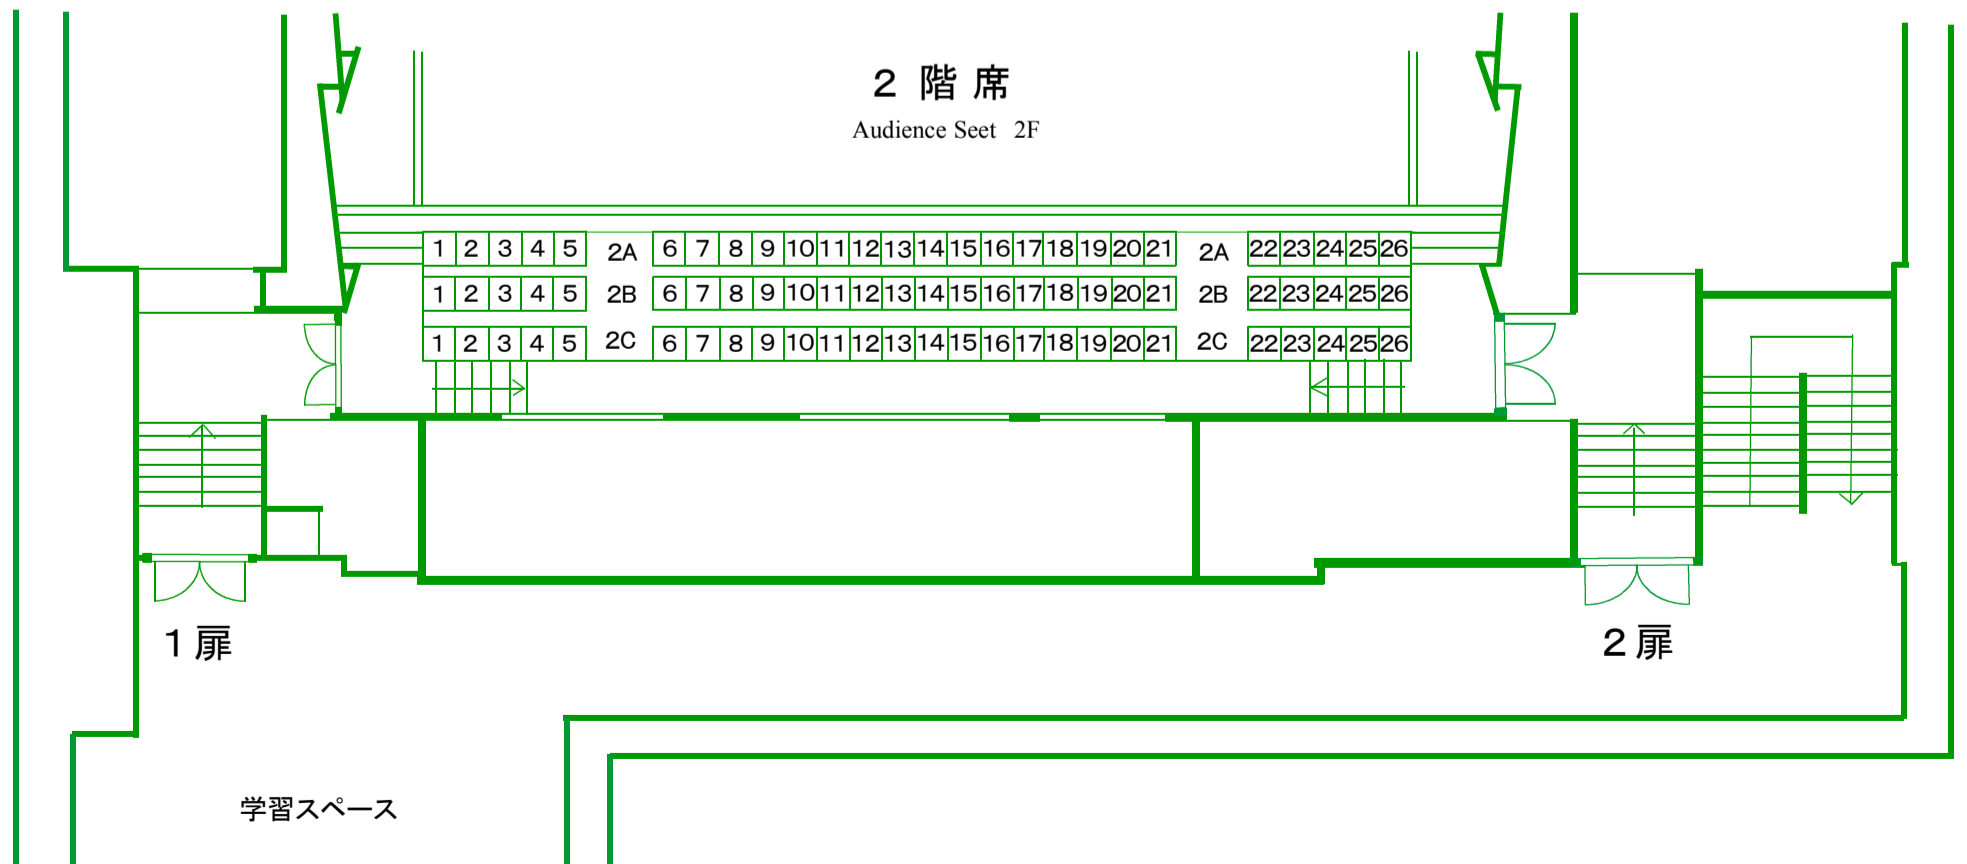 ２ 階 席
Audience Seet 2F
1 2 3 4 5 2A 6 7 8 9 10 11 12 13 14 15 16 17 18 19 20 21 2A 22 23 24 25 26
1 2 3 4 5 2B 6 7 8 9 10 11 12 13 14 15 16 17 18 19 20 21 2B 22 23 24 25 26
1 2 3 4 5 2C 6 7 8 9 10 11 12 13 14 15 16 17 18 19 20 21 2C 22 23 24 25 26
１扉
２扉
学習スペース